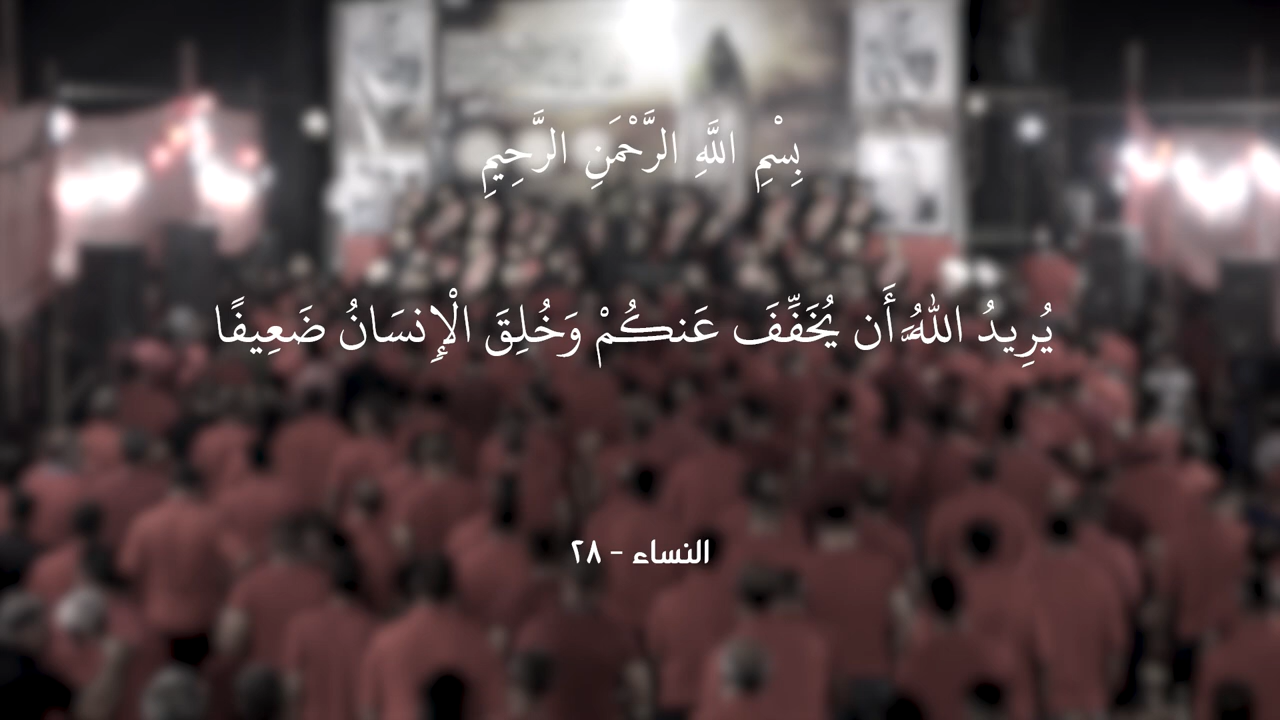 بِسْمِ اللَّهِ الرَّحْمَنِ الرَّحِيمِ
يُرِيدُ اللَّهُ أَن يُخَفِّفَ عَنكُمْ وَخُلِقَ الْإِنسَانُ ضَعِيفًا
النساء - ٢٨